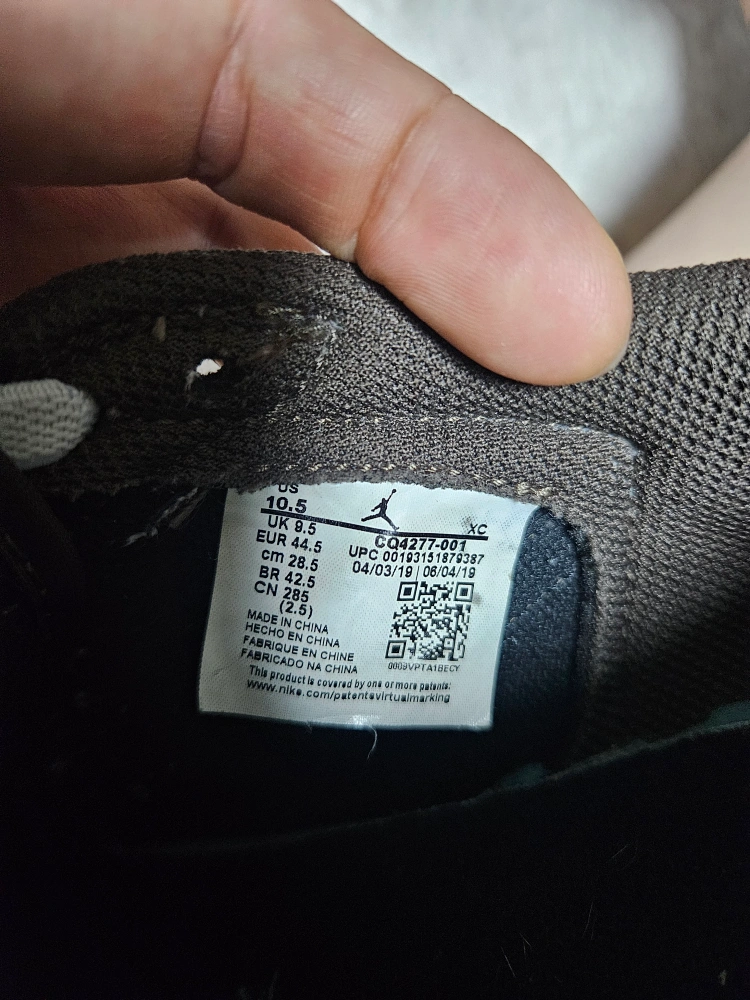 US
10.5
UK 9.5
EUR 44.5
cm 28.5
BR 42.5
CN 285
(2.5)
XC
CQ4277-001
UPC 00193151879387
04/03/19 06/04/19
0009VPTA1BECY
MADE IN CHINA
HECHO EN CHINA
FABRIQUE EN CHINE
FABRICADO NA CHINA
This product is covered by one or more patents:
www.nike.com/patentsvirtualmarking